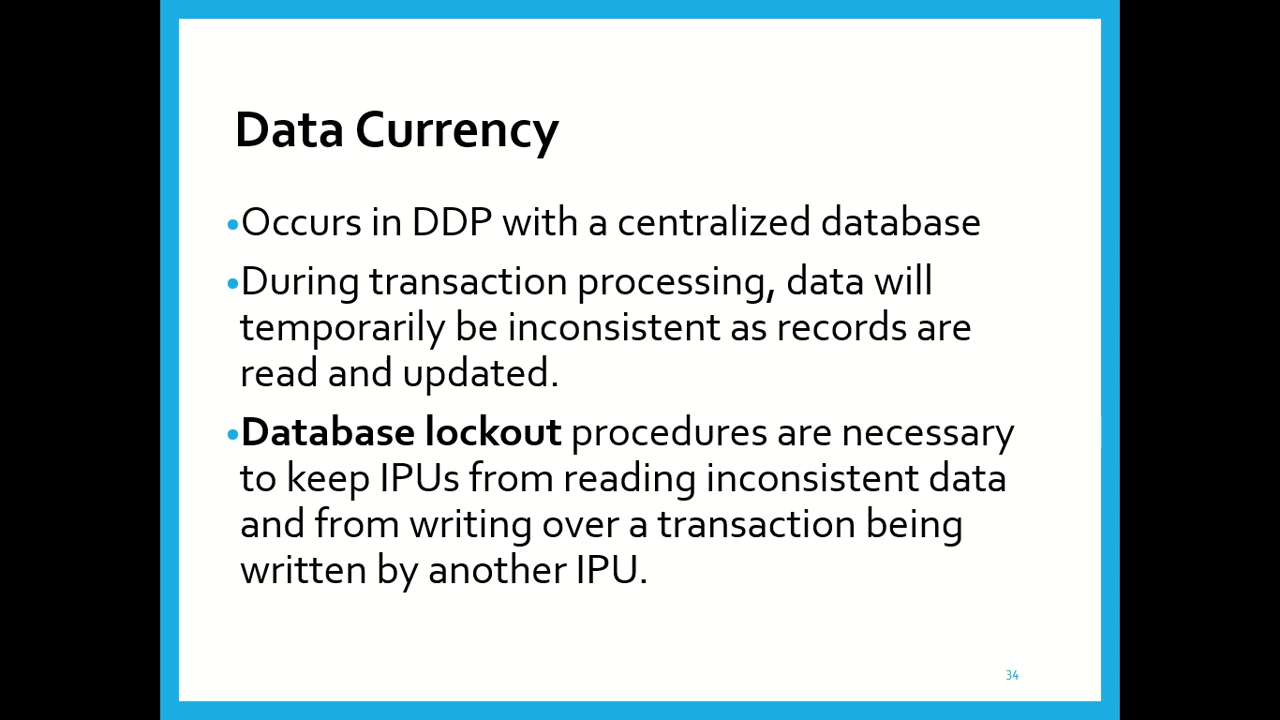 Data Currency
•Occurs in DDP with a centralized database
•During transaction processing, data will
temporarily be inconsistent as records are
read and updated.
•Database lockout procedures are necessary
to keep IPUs from reading inconsistent data
and from writing over a transaction being
written by another IPU.
34